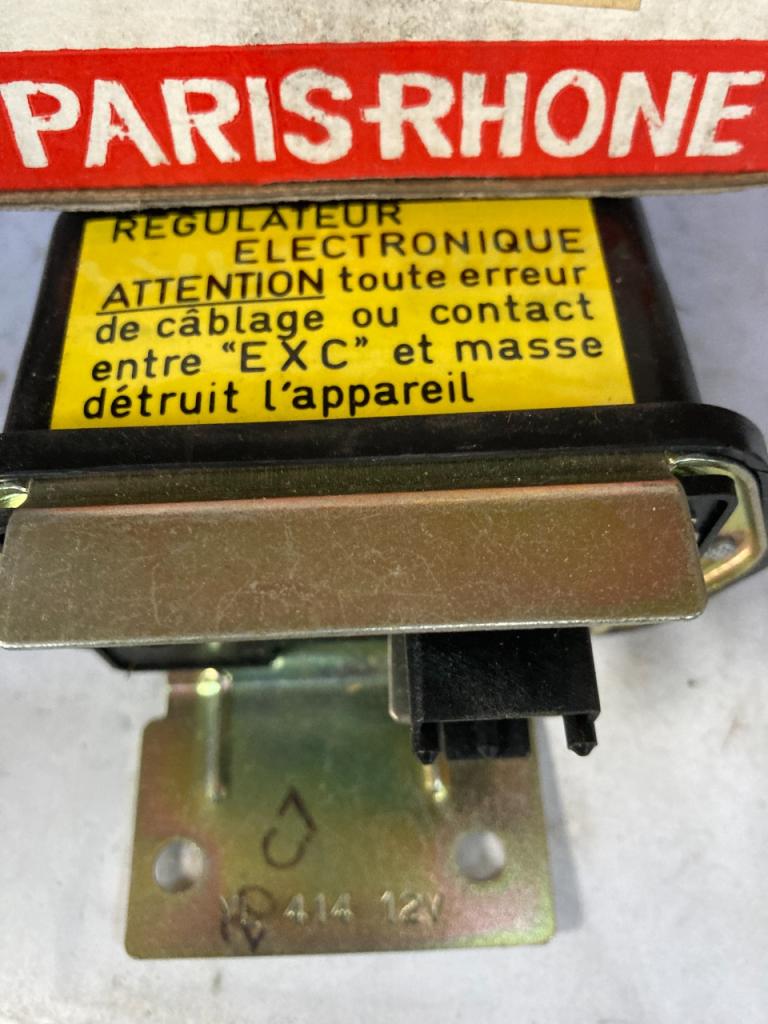 PARIS-RHONE
REGULATEUR
ELECTRONIQUE
ATTENTION toute erreur
de câblage ou contact
entre “EXC” et masse
détruit l'appareil
C7
414 12V